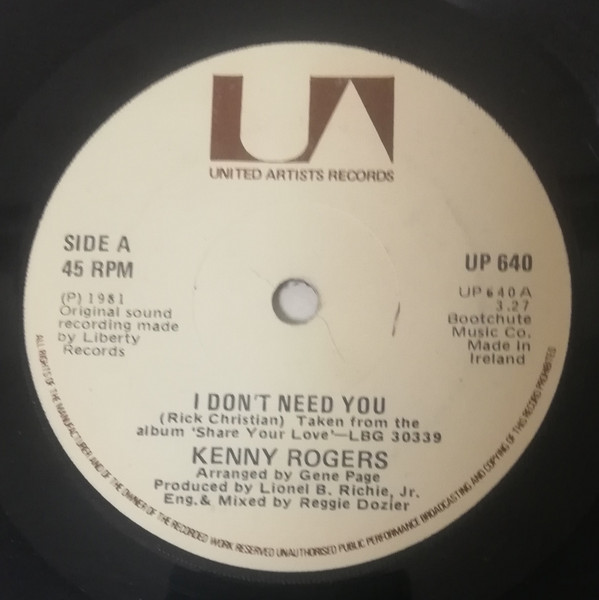 UA
UNITED ARTISTS RECORDS
SIDE A
45 RPM
UP 640
(P) 1981
Original sound
recording made
by Liberty
Records
UP 640 A
3.27
Bootchute
Music Co.
Made in
Ireland
I DON'T NEED YOU
(Rick Christian) Taken from the
album 'Share Your Love'—LBG 30339
KENNY ROGERS
Arranged by Gene Page
Produced by Lionel B. Richie, Jr.
Eng. & Mixed by Reggie Dozier
ALL RIGHTS OF THE MANUFACTURER AND OF THE OWNER OF THE RECORDED WORK RESERVED UNAUTHORISED PUBLIC PERFORMANCE BROADCASTING AND COPYING OF THIS RECORD PROHIBITED